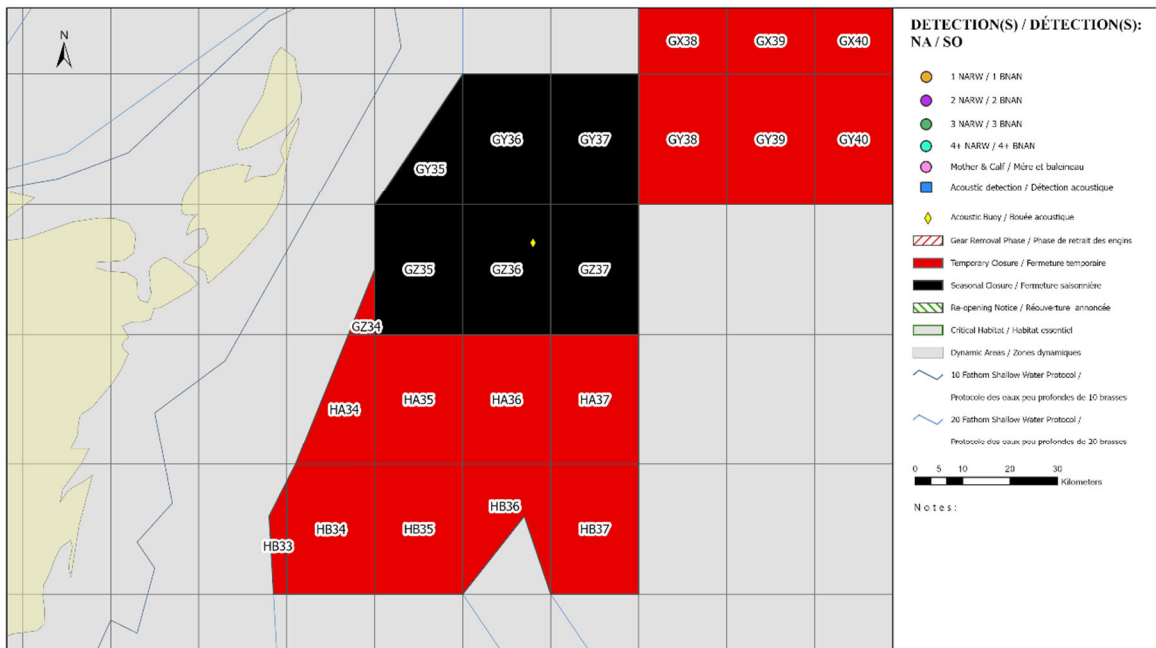 N
GX38 GX39 GX40
GY35 GY36 GY37 GY38 GY39 GY40
GZ34 GZ35 GZ36 GZ37
HA34 HA35 HA36 HA37
HB33 HB34 HB35 HB36 HB37
DETECTION(S) / DÉTECTION(S):
NA / SO
1 NARW / 1 BNAN
2 NARW / 2 BNAN
3 NARW / 3 BNAN
4+ NARW / 4+ BNAN
Mother & Calf / Mère et baleineau
Acoustic detection / Détection acoustique
Acoustic Buoy / Bouée acoustique
Gear Removal Phase / Phase de retrait des engins
Temporary Closure / Fermeture temporaire
Seasonal Closure / Fermeture saisonnière
Re-opening Notice / Réouverture annoncée
Critical Habitat / Habitat essentiel
Dynamic Areas / Zones dynamiques
10 Fathom Shallow Water Protocol /
Protocole des eaux peu profondes de 10 brasses
20 Fathom Shallow Water Protocol /
Protocole des eaux peu profondes de 20 brasses
0 5 10 20 30
Kilometers
Notes: